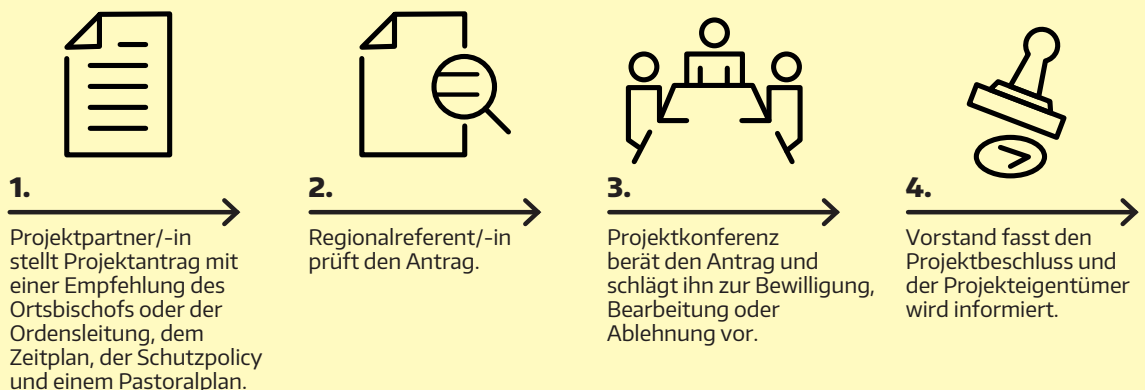 1.
Projektpartner/-in
stellt Projektantrag mit
einer Empfehlung des
Ortsbischofs oder der
Ordensleitung, dem
Zeitplan, der Schutzpolicy
und einem Pastoralplan.
2.
Regionalreferent/-in
prüft den Antrag.
3.
Projektkonferenz
berät den Antrag und
schlägt ihn zur Bewilligung,
Bearbeitung oder
Ablehnung vor.
4.
Vorstand fasst den
Projektbeschluss und
der Projekteigentümer
wird informiert.